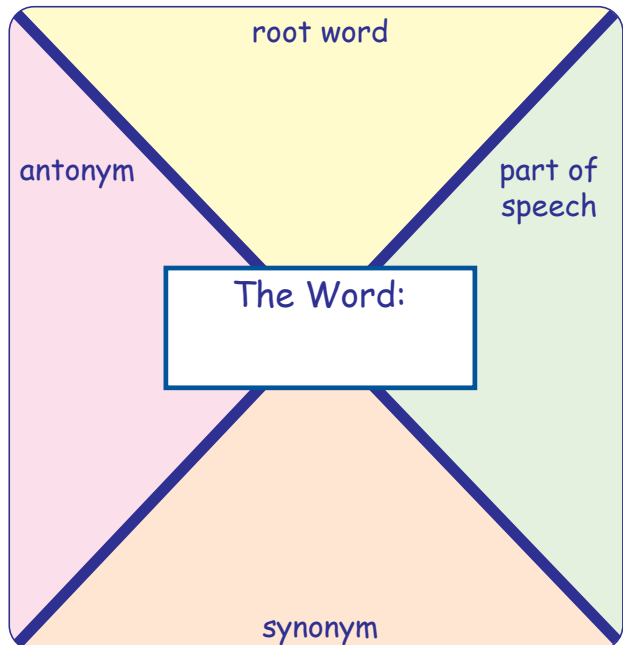 root word
antonym
part of
speech
The Word:
synonym